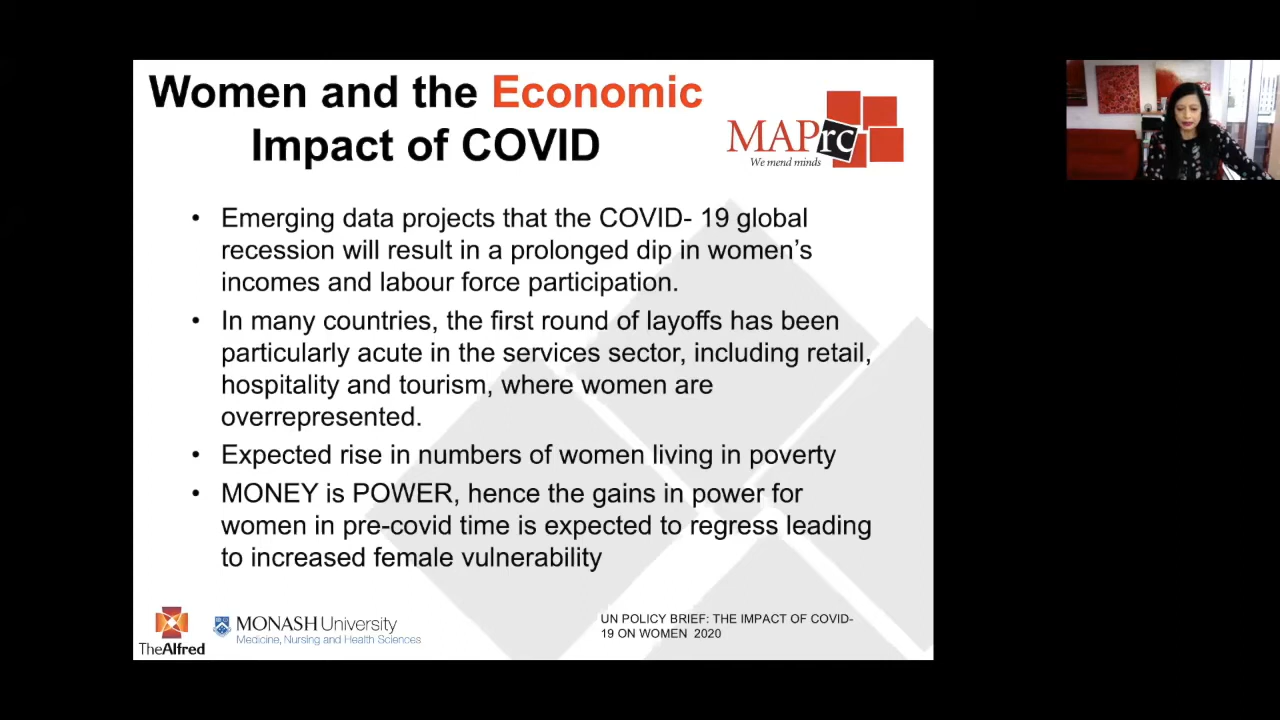 Women and the Economic
Impact of COVID
MAPrc
We mend minds
• Emerging data projects that the COVID- 19 global
recession will result in a prolonged dip in women's
incomes and labour force participation.
• In many countries, the first round of layoffs has been
particularly acute in the services sector, including retail,
hospitality and tourism, where women are
overrepresented.
• Expected rise in numbers of women living in poverty
• MONEY is POWER, hence the gains in power for
women in pre-covid time is expected to regress leading
to increased female vulnerability
TheAlfred
MONASH University
Medicine, Nursing and Health Sciences
UN POLICY BRIEF: THE IMPACT OF COVID-
19 ON WOMEN 2020